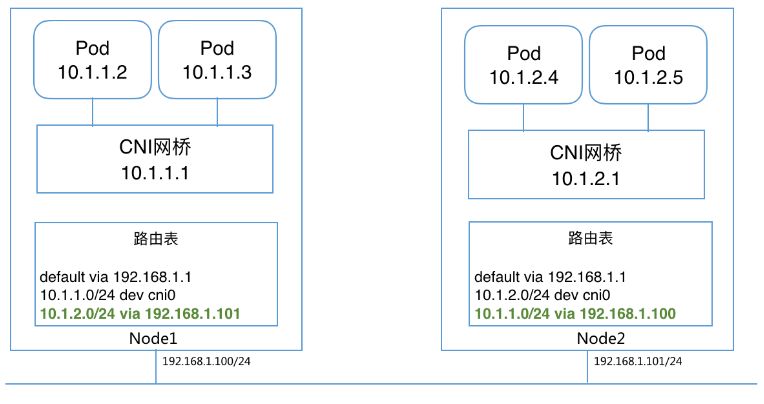 Pod
10.1.1.2
Pod
10.1.1.3
CNI网桥
10.1.1.1
路由表
default via 192.168.1.1
10.1.1.0/24 dev cni0
10.1.2.0/24 via 192.168.1.101
Node1
192.168.1.100/24
Pod
10.1.2.4
Pod
10.1.2.5
CNI网桥
10.1.2.1
路由表
default via 192.168.1.1
10.1.2.0/24 dev cni0
10.1.1.0/24 via 192.168.1.100
Node2
192.168.1.101/24